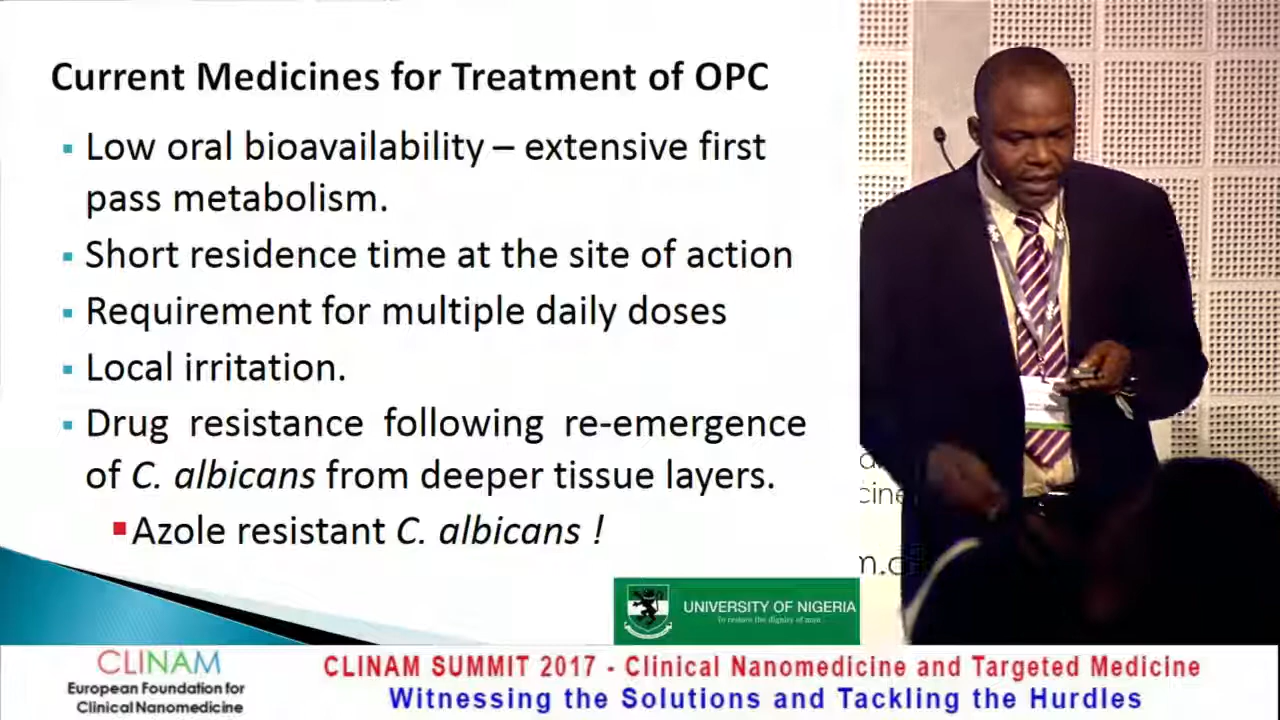 Current Medicines for Treatment of OPC
▪ Low oral bioavailability – extensive first
pass metabolism.
▪ Short residence time at the site of action
▪ Requirement for multiple daily doses
▪ Local irritation.
▪ Drug resistance following re-emergence
of C. albicans from deeper tissue layers.
▪ Azole resistant C. albicans !
UNIVERSITY OF NIGERIA
To restore the dignity of man
CLINAM
European Foundation for
Clinical Nanomedicine
CLINAM SUMMIT 2017 - Clinical Nanomedicine and Targeted Medicine
Witnessing the Solutions and Tackling the Hurdles